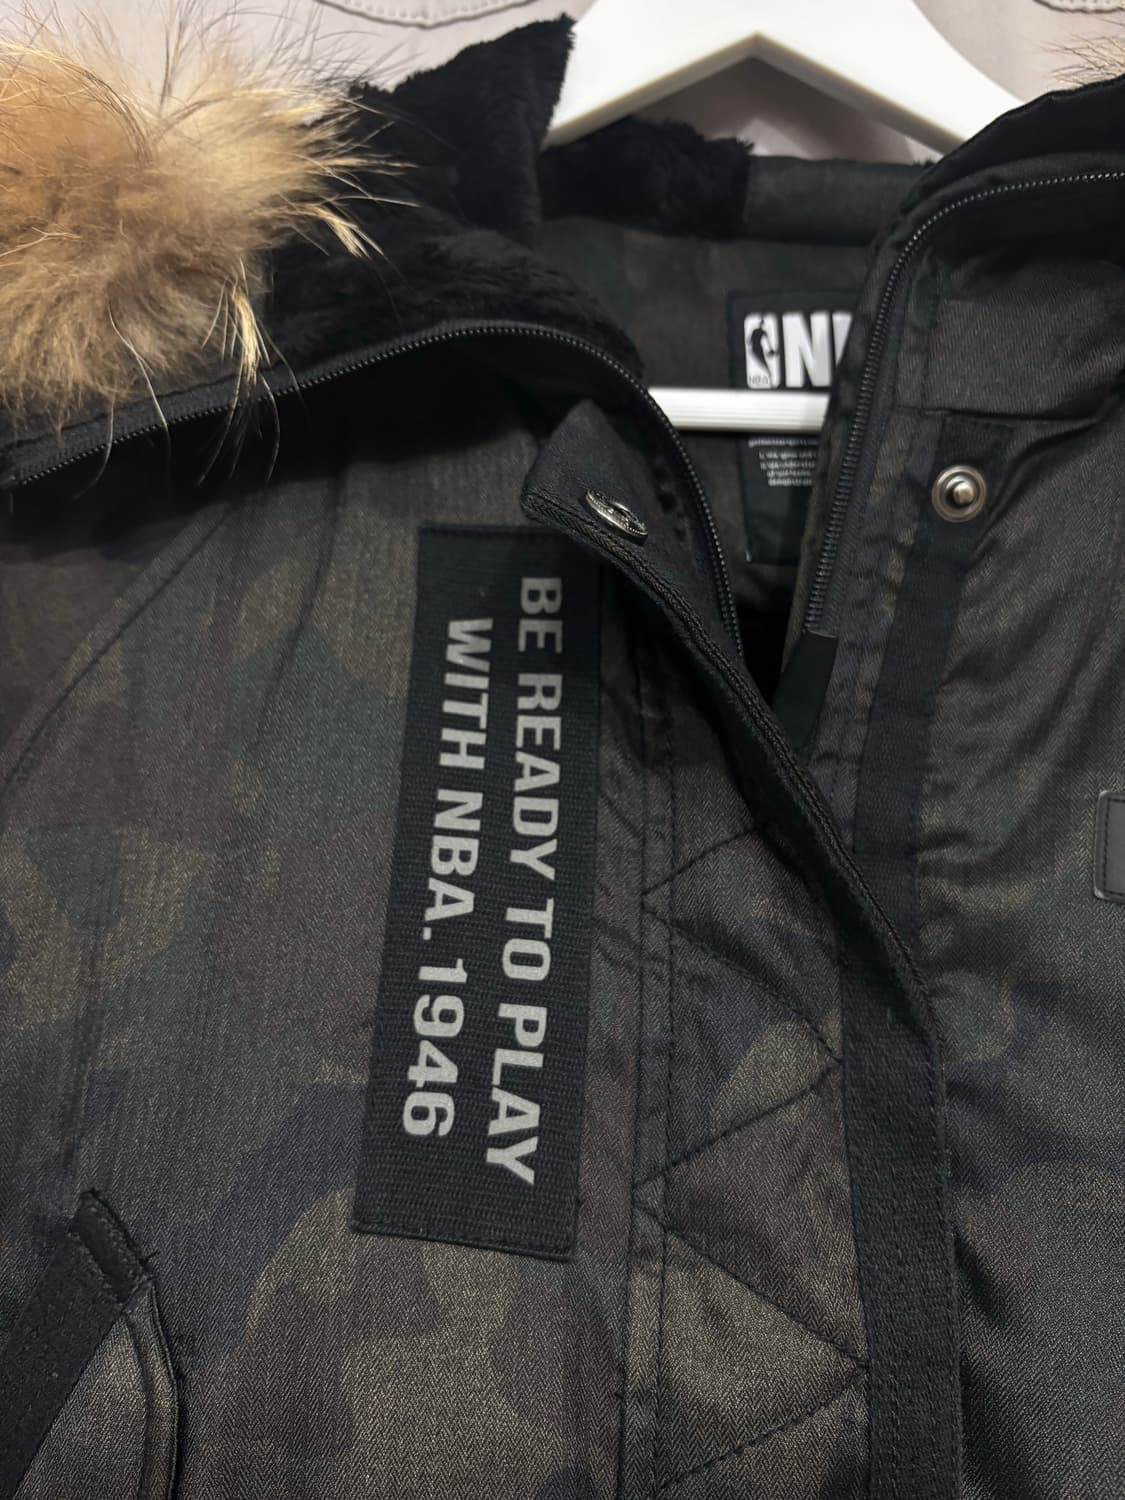 BE READY TO PLAY
WITH NBA. 1946
NBA